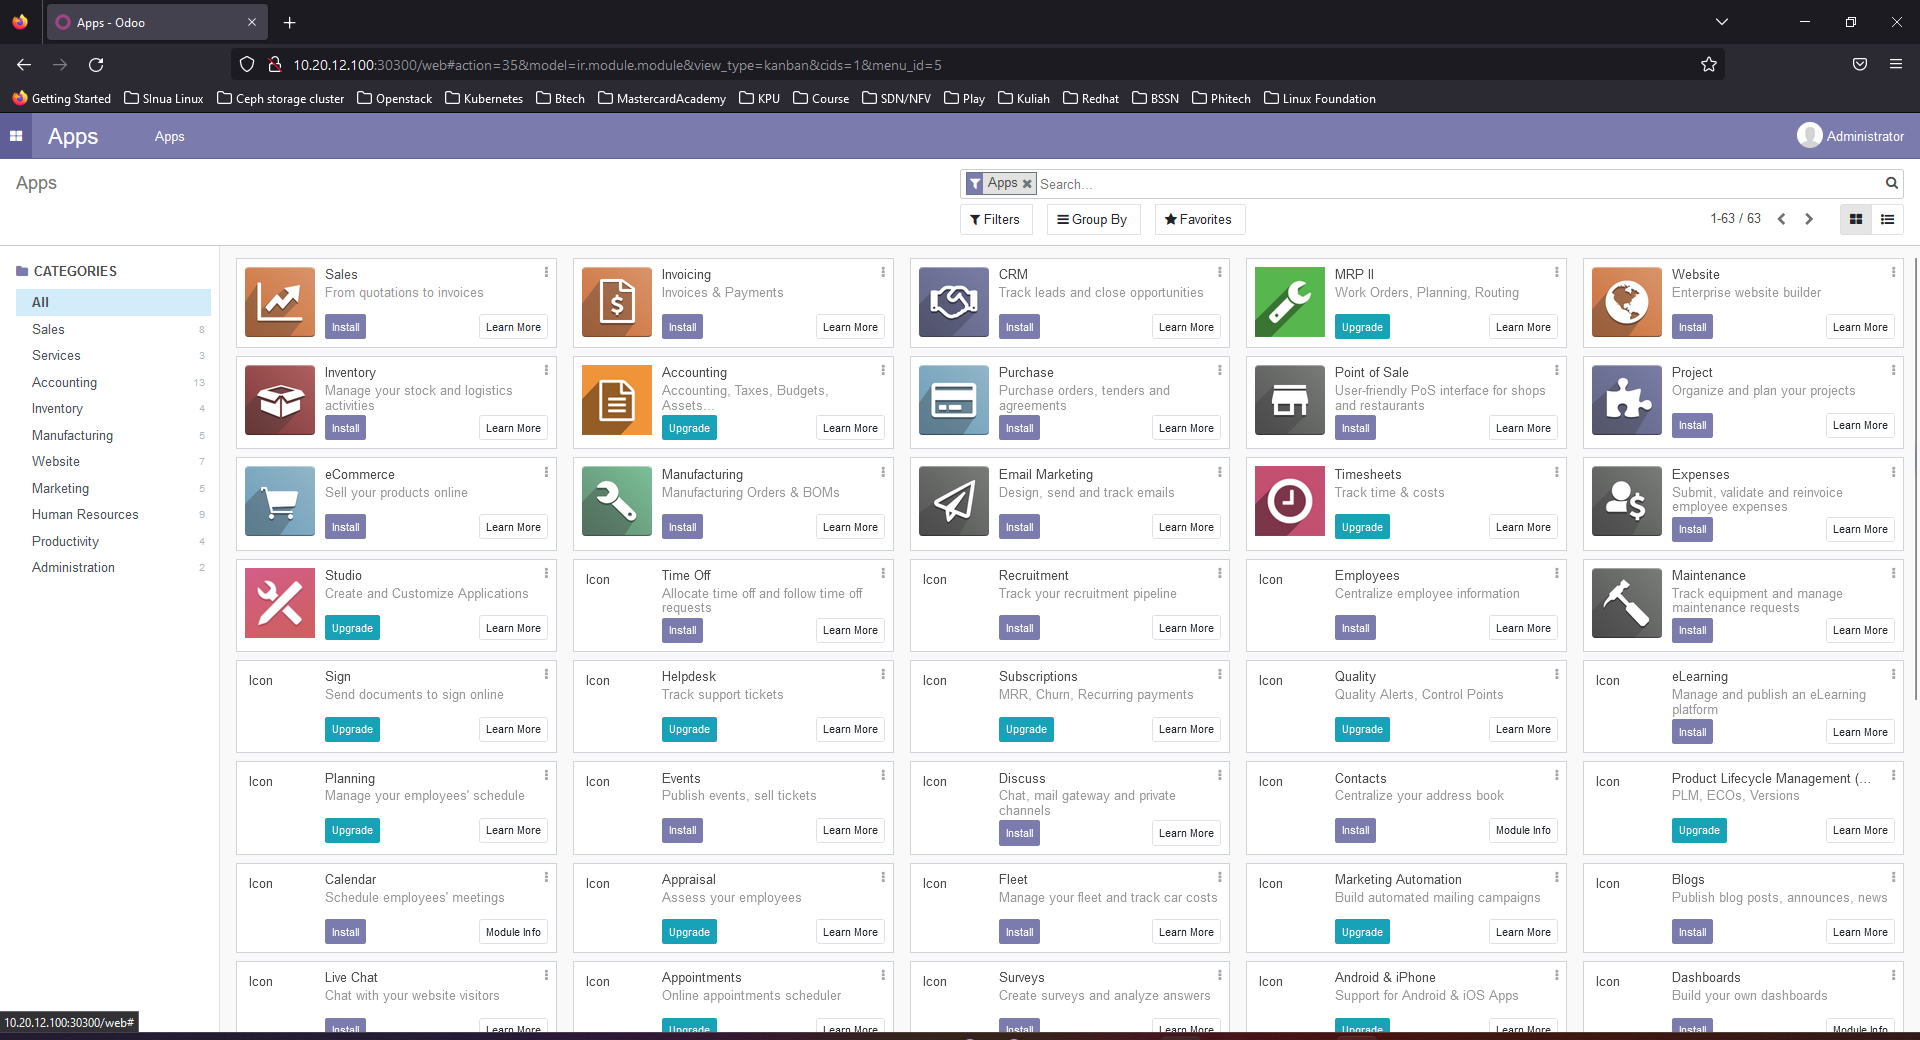 Apps - Odoo
10.20.12.100:30300/web#action=35&model=ir.module.module&view_type=kanban&cids=1&menu_id=5
Getting Started SInua Linux Ceph storage cluster Openstack Kubernetes Btech MastercardAcademy KPU Course SDN/NFV Play Kuliah Redhat BSSN Phitech Linux Foundation
Apps Apps Administrator
Apps
Apps Search...
Filters Group By Favorites 1-63 / 63
CATEGORIES
All
Sales 8
Services 3
Accounting 13
Inventory 4
Manufacturing 5
Website 7
Marketing 5
Human Resources 9
Productivity 4
Administration 2
Sales
From quotations to invoices
Install Learn More
Invoicing
Invoices & Payments
Install Learn More
CRM
Track leads and close opportunities
Install Learn More
MRP II
Work Orders, Planning, Routing
Upgrade Learn More
Website
Enterprise website builder
Install Learn More
Inventory
Manage your stock and logistics
activities
Install Learn More
Accounting
Accounting, Taxes, Budgets,
Assets...
Upgrade Learn More
Purchase
Purchase orders, tenders and
agreements
Install Learn More
Point of Sale
User-friendly PoS interface for shops
and restaurants
Install Learn More
Project
Organize and plan your projects
Install Learn More
eCommerce
Sell your products online
Install Learn More
Manufacturing
Manufacturing Orders & BOMs
Install Learn More
Email Marketing
Design, send and track emails
Install Learn More
Timesheets
Track time & costs
Upgrade Learn More
Expenses
Submit, validate and reinvoice
employee expenses
Install Learn More
Studio
Create and Customize Applications
Upgrade Learn More
Icon
Time Off
Allocate time off and follow time off
requests
Install Learn More
Icon
Recruitment
Track your recruitment pipeline
Install Learn More
Icon
Employees
Centralize employee information
Install Learn More
Maintenance
Track equipment and manage
maintenance requests
Install Learn More
Icon
Sign
Send documents to sign online
Upgrade Learn More
Icon
Helpdesk
Track support tickets
Upgrade Learn More
Icon
Subscriptions
MRR, Churn, Recurring payments
Upgrade Learn More
Icon
Quality
Quality Alerts, Control Points
Upgrade Learn More
Icon
eLearning
Manage and publish an eLearning
platform
Install Learn More
Icon
Planning
Manage your employees' schedule
Upgrade Learn More
Icon
Events
Publish events, sell tickets
Install Learn More
Icon
Discuss
Chat, mail gateway and private
channels
Install Learn More
Icon
Contacts
Centralize your address book
Install Module Info
Icon
Product Lifecycle Management (...
PLM, ECOs, Versions
Upgrade Learn More
Icon
Calendar
Schedule employees' meetings
Install Module Info
Icon
Appraisal
Assess your employees
Upgrade Learn More
Icon
Fleet
Manage your fleet and track car costs
Install Learn More
Icon
Marketing Automation
Build automated mailing campaigns
Upgrade Learn More
Icon
Blogs
Publish blog posts, announces, news
Install Learn More
Icon
Live Chat
Chat with your website visitors
Install Learn More
Icon
Appointments
Online appointments scheduler
Upgrade Learn More
Icon
Surveys
Create surveys and analyze answers
Install Learn More
Icon
Android & iPhone
Support for Android & iOS Apps
Upgrade Learn More
Icon
Dashboards
Build your own dashboards
Install Module Info
10.20.12.100:30300/web#